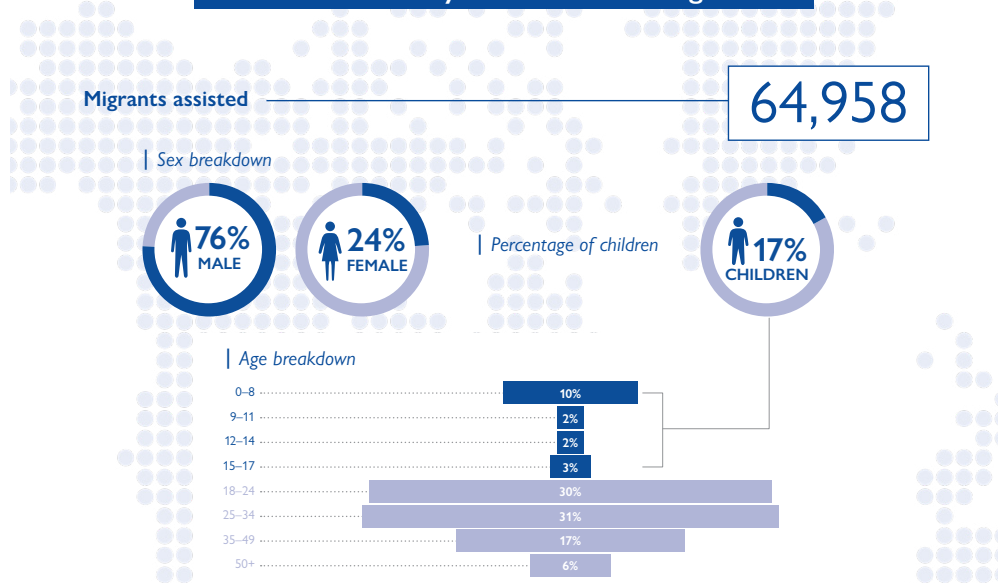 Migrants assisted
64,958
Sex breakdown
76%
MALE
24%
FEMALE
Percentage of children
17%
CHILDREN
Age breakdown
0–8 10%
9–11 2%
12–14 2%
15–17 3%
18–24 30%
25–34 31%
35–49 17%
50+ 6%